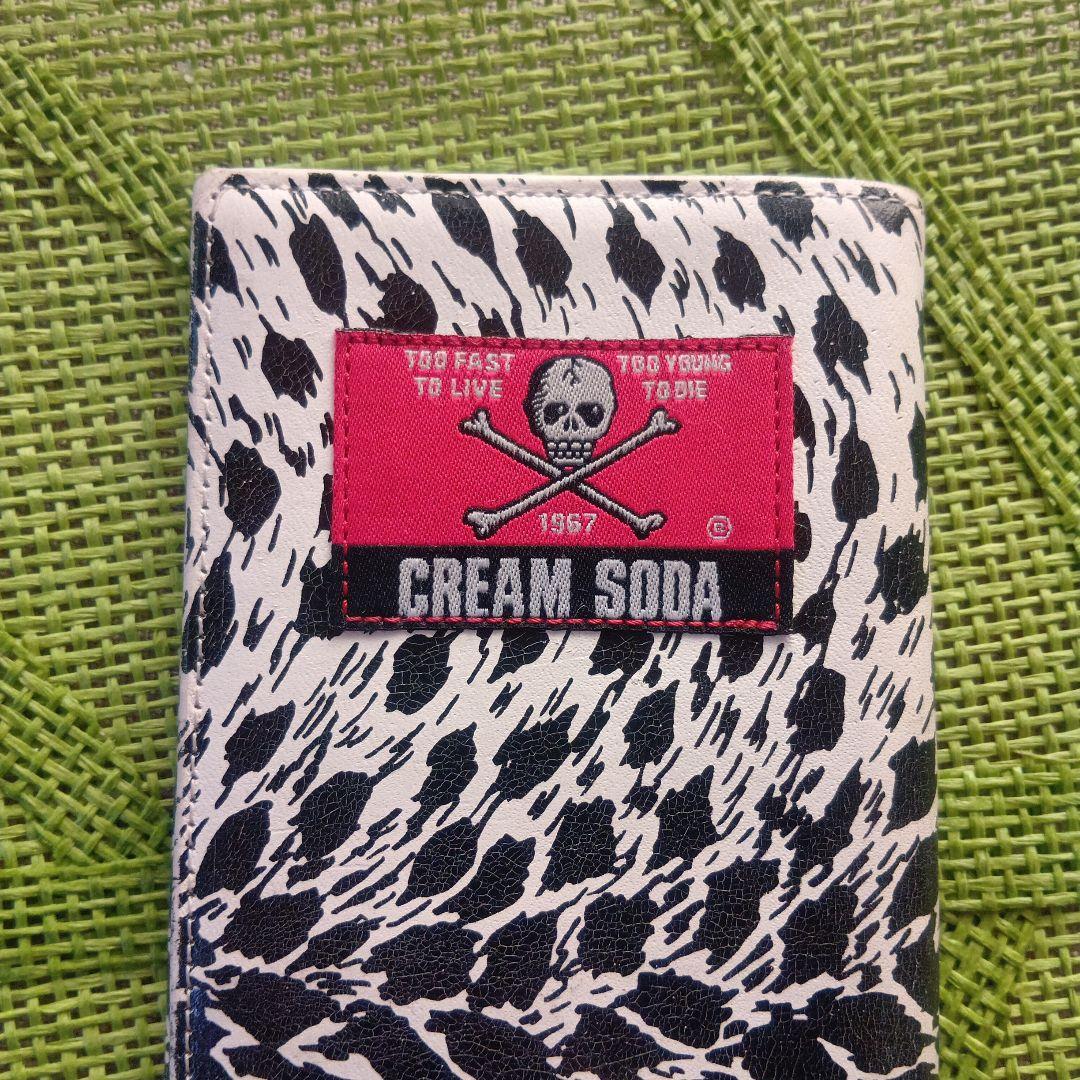 TOO FAST
TO LIVE
TOO YOUNG
TO DIE
1967
CREAM SODA